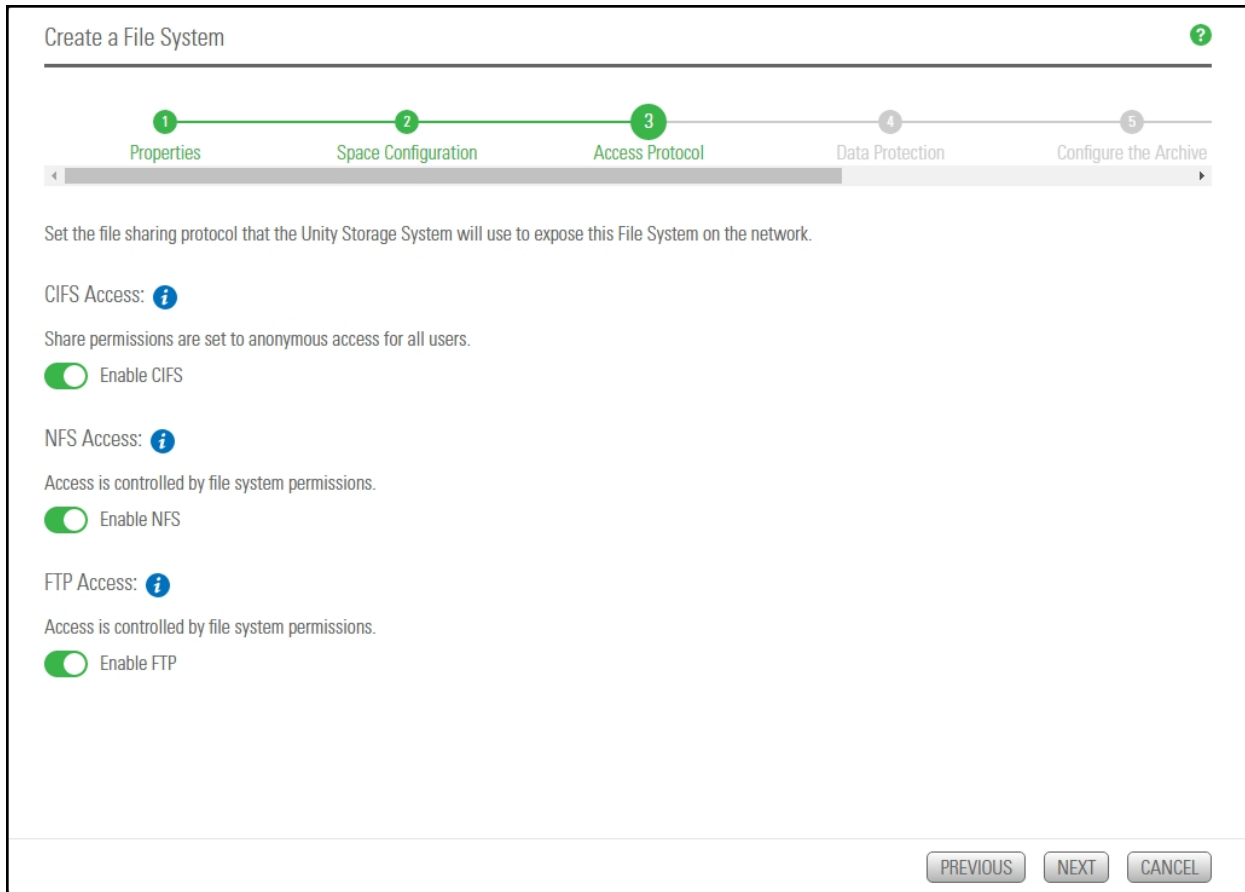 Create a File System
?
1 2 3 4 5
Properties Space Configuration Access Protocol Data Protection Configure the Archive
Set the file sharing protocol that the Unity Storage System will use to expose this File System on the network.
CIFS Access: i
Share permissions are set to anonymous access for all users.
Enable CIFS
NFS Access: i
Access is controlled by file system permissions.
Enable NFS
FTP Access: i
Access is controlled by file system permissions.
Enable FTP
PREVIOUS NEXT CANCEL